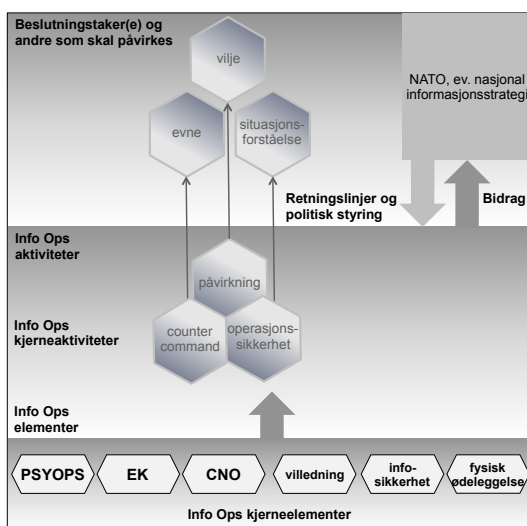 Beslutningstaker(e) og
andre som skal påvirkes
vilje
NATO, ev. nasjonal
informasjonsstrategi
evne
situasjons-
forståelse
Retningslinjer og
politisk styring
Bidrag
Info Ops
aktiviteter
påvirkning
Info Ops
kjerneaktiviteter
counter
command
operasjons-
sikkerhet
Info Ops
elementer
PSYOPS
EK
CNO
villedning
info-
sikkerhet
fysisk
ødeleggelse
Info Ops kjerneelementer